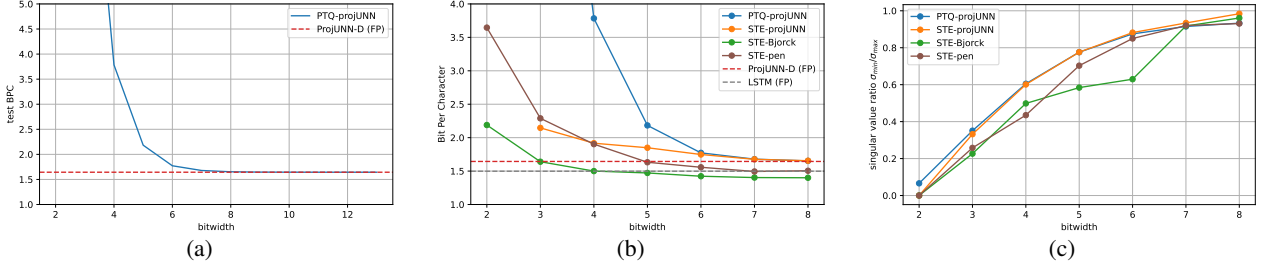 5.0
4.5
4.0
3.5
3.0
2.5
2.0
1.5
1.0
test BPC
2 4 6 8 10 12
bitwidth
PTQ-projUNN
ProjUNN-D (FP)
(a)
4.0
3.5
3.0
2.5
2.0
1.5
1.0
Bit Per Character
2 3 4 5 6 7 8
bitwidth
PTQ-projUNN
STE-projUNN
STE-Bjorck
STE-pen
ProjUNN-D (FP)
LSTM (FP)
(b)
1.0
0.8
0.6
0.4
0.2
0.0
singular value ratio σmin/σmax
2 3 4 5 6 7 8
bitwidth
PTQ-projUNN
STE-projUNN
STE-Bjorck
STE-pen
(c)